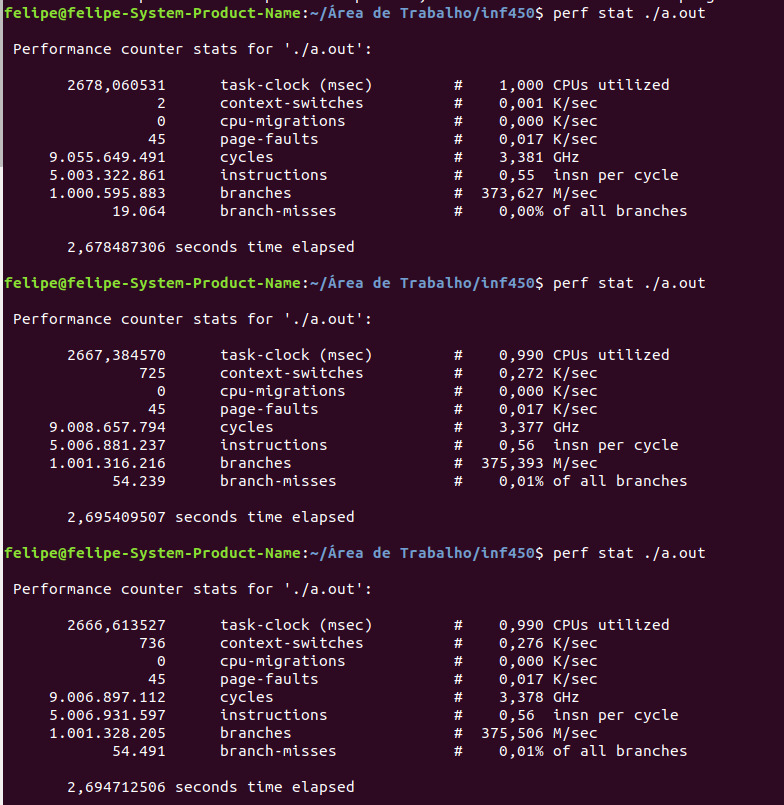 felipe@felipe-System-Product-Name:~/Área de Trabalho/inf450$ perf stat ./a.out
Performance counter stats for './a.out':
2678,060531 task-clock (msec) # 1,000 CPUs utilized
2 context-switches # 0,001 K/sec
0 cpu-migrations # 0,000 K/sec
45 page-faults # 0,017 K/sec
9.055.649.491 cycles # 3,381 GHz
5.003.322.861 instructions # 0,55 insn per cycle
1.000.595.883 branches # 373,627 M/sec
19.064 branch-misses # 0,00% of all branches
2,678487306 seconds time elapsed
felipe@felipe-System-Product-Name:~/Área de Trabalho/inf450$ perf stat ./a.out
Performance counter stats for './a.out':
2667,384570 task-clock (msec) # 0,990 CPUs utilized
725 context-switches # 0,272 K/sec
0 cpu-migrations # 0,000 K/sec
45 page-faults # 0,017 K/sec
9.008.657.794 cycles # 3,377 GHz
5.006.881.237 instructions # 0,56 insn per cycle
1.001.316.216 branches # 375,393 M/sec
54.239 branch-misses # 0,01% of all branches
2,695409507 seconds time elapsed
felipe@felipe-System-Product-Name:~/Área de Trabalho/inf450$ perf stat ./a.out
Performance counter stats for './a.out':
2666,613527 task-clock (msec) # 0,990 CPUs utilized
736 context-switches # 0,276 K/sec
0 cpu-migrations # 0,000 K/sec
45 page-faults # 0,017 K/sec
9.006.897.112 cycles # 3,378 GHz
5.006.931.597 instructions # 0,56 insn per cycle
1.001.328.205 branches # 375,506 M/sec
54.491 branch-misses # 0,01% of all branches
2,694712506 seconds time elapsed